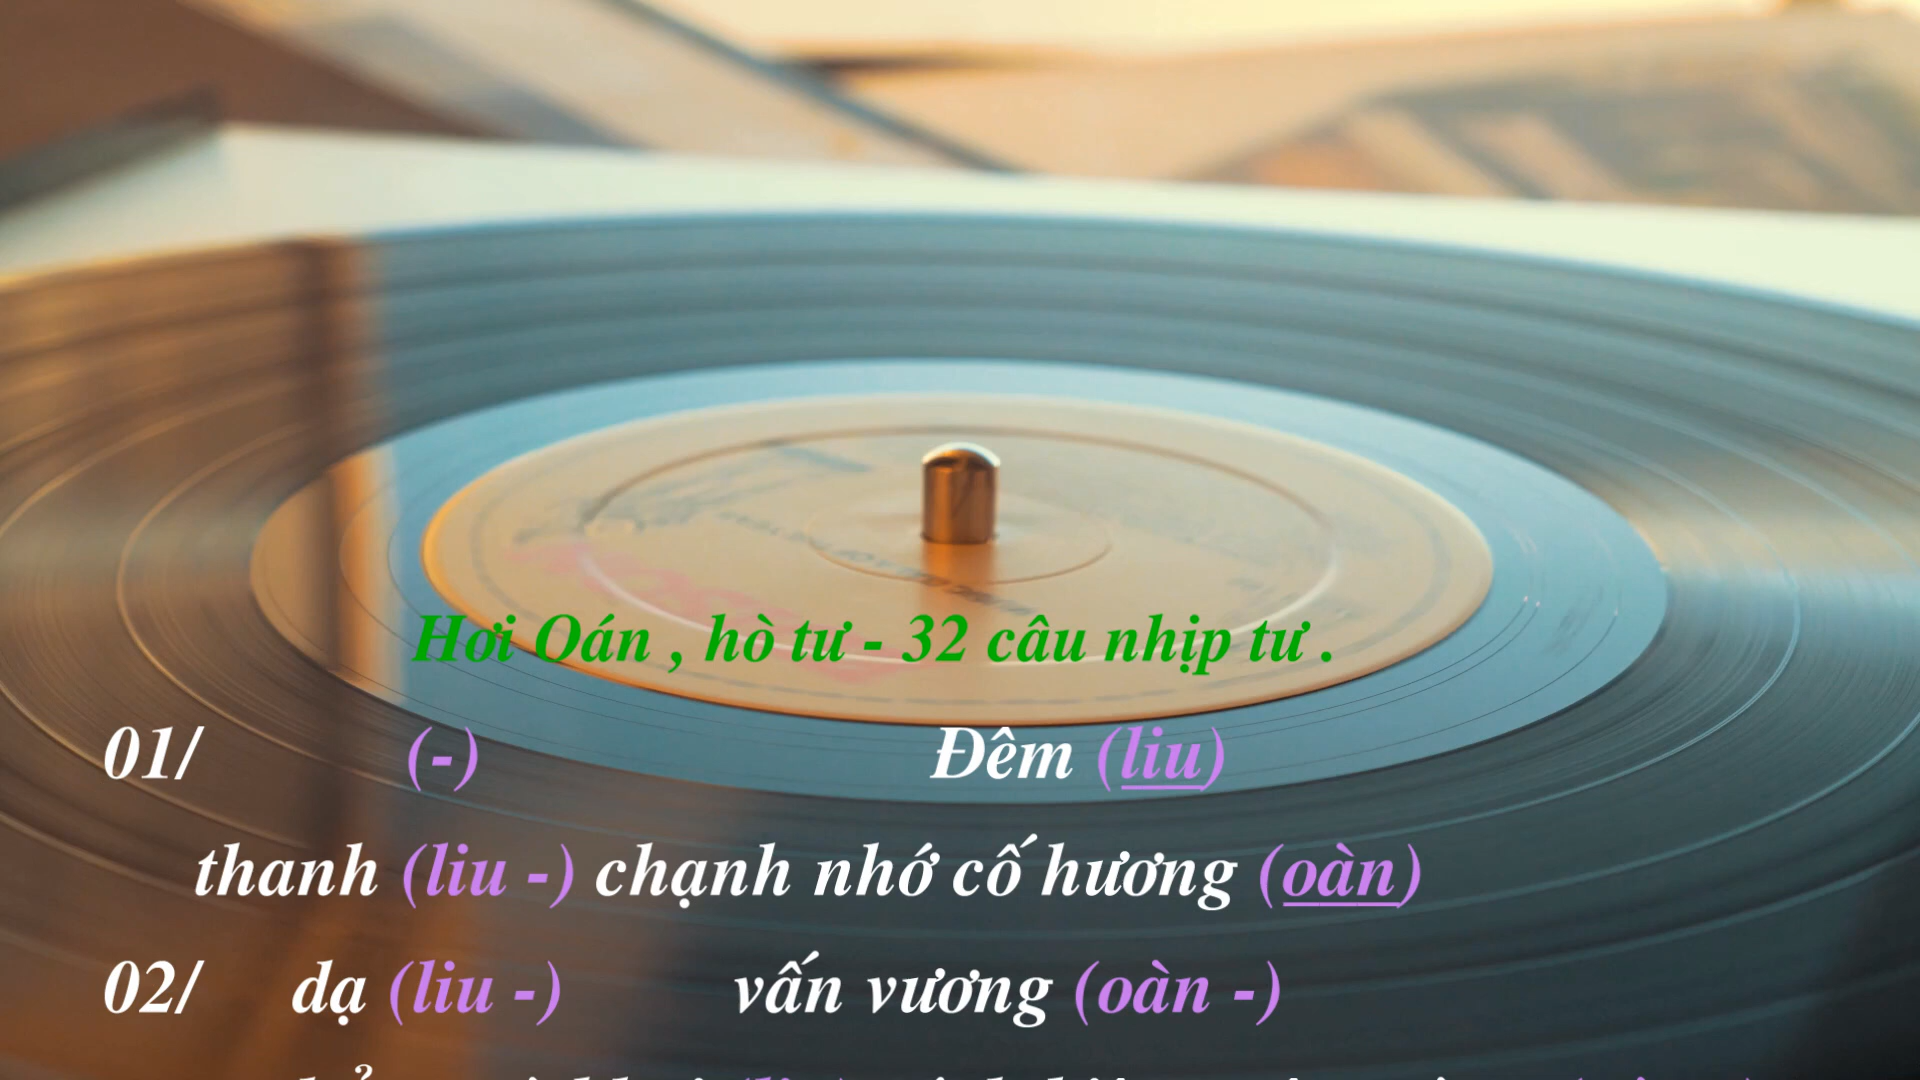 Hơi Oán , hò tư - 32 câu nhịp tư .
01/ (-) Đêm (liu)
thanh (liu -) chạnh nhớ cố hương (oàn)
02/ dạ (liu -) vấn vương (oàn -)